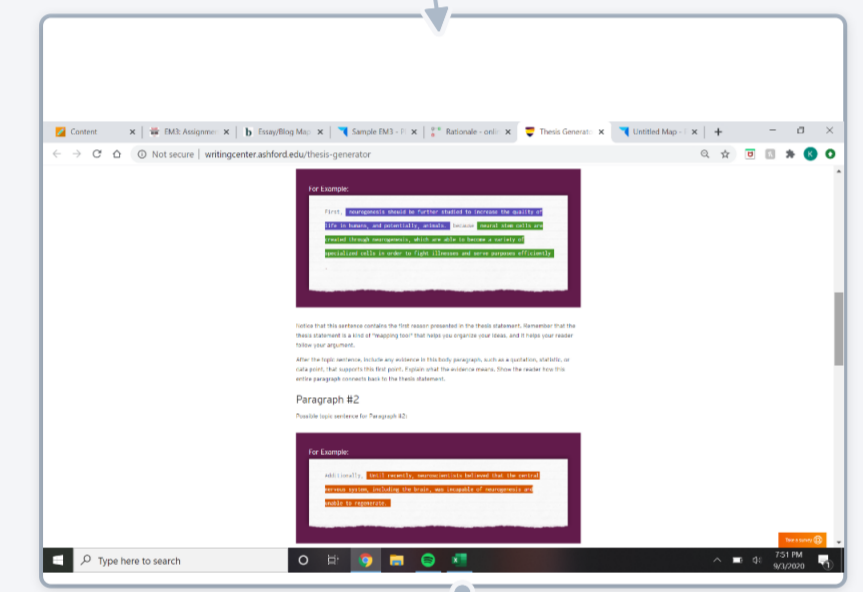 Content
EM3: Assignmen
Essay/Blog Map
Sample EM3 - F
Rationale - onlin
Thesis Generato
Untitled Map -
Not secure | writingcenter.ashford.edu/thesis-generator
K
For Example:
First, neurogenesis should be further studied to increase the quality of
life in humans, and potentially, animals, because neural stem cells are
created through neurogenesis, which are able to become a variety of
specialized cells in order to fight illnesses and serve purposes efficiently
.
Notice that this sentence contains the first reason presented in the thesis statement. Remember that the
thesis statement is a kind of "mapping tool" that helps you organize your ideas, and it helps your reader
follow your argument.
After the topic sentence, include any evidence in this body paragraph, such as a quotation, statistic, or
data point, that supports this first point. Explain what the evidence means. Show the reader how this
entire paragraph connects back to the thesis statement.
Paragraph #2
Possible topic sentence for Paragraph #2:
For Example:
Additionally, Until recently, neuroscientists believed that the central
nervous system, including the brain, was incapable of neurogenesis and
unable to regenerate.
Type here to search
7:51 PM
9/3/2020
1